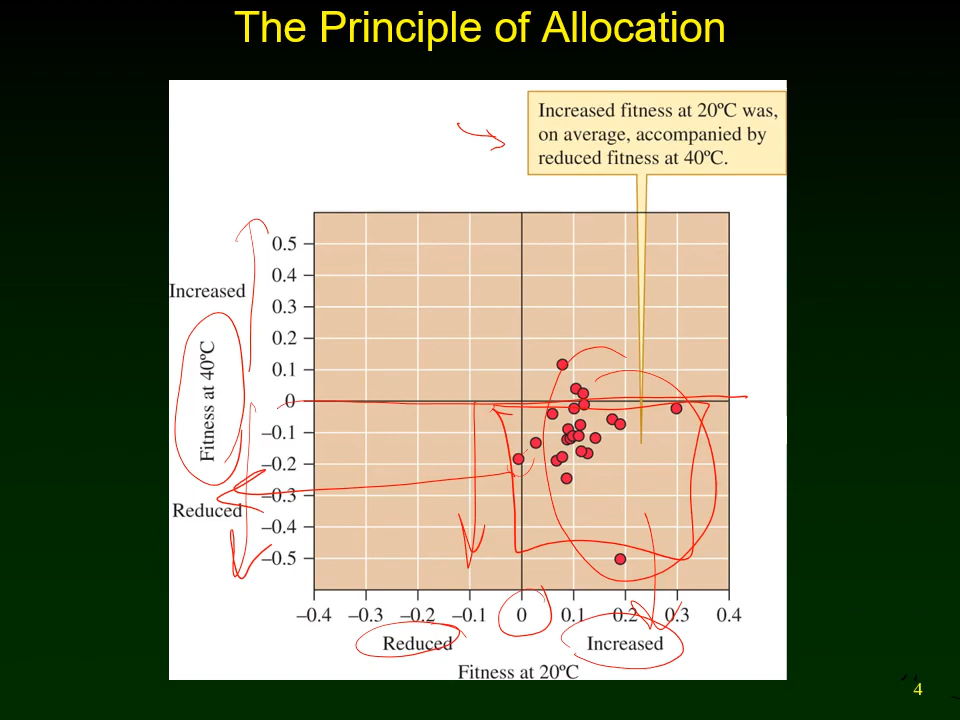 The Principle of Allocation
Increased fitness at 20ºC was,
on average, accompanied by
reduced fitness at 40ºC.
0.5
0.4
Increased
0.3
0.2
0.1
0
Fitness at 40ºC
–0.1
–0.2
–0.3
Reduced
–0.4
–0.5
–0.4 –0.3 –0.2 –0.1 0 0.1 0.2 0.3 0.4
Reduced Increased
Fitness at 20ºC
4